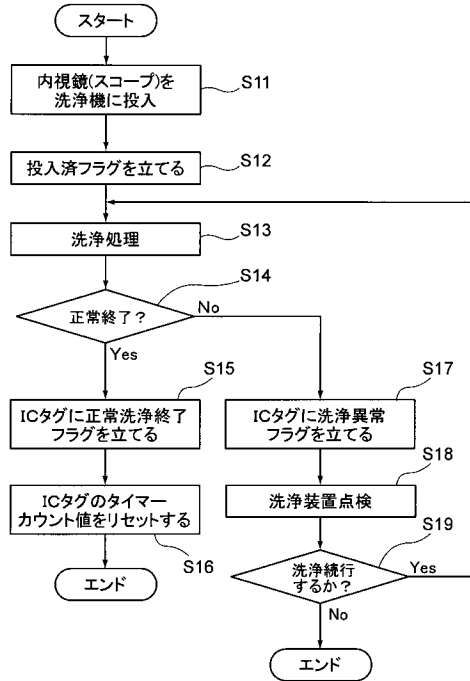 スタート
内視鏡(スコープ)を
洗浄機に投入
S11
投入済フラグを立てる
S12
洗浄処理
S13
正常終了？
S14
No
Yes
ICタグに正常洗浄終了
フラグを立てる
S15
ICタグに洗浄異常
フラグを立てる
S17
ICタグのタイマー
カウント値をリセットする
S16
洗浄装置点検
S18
エンド
洗浄続行
するか？
S19
Yes
No
エンド